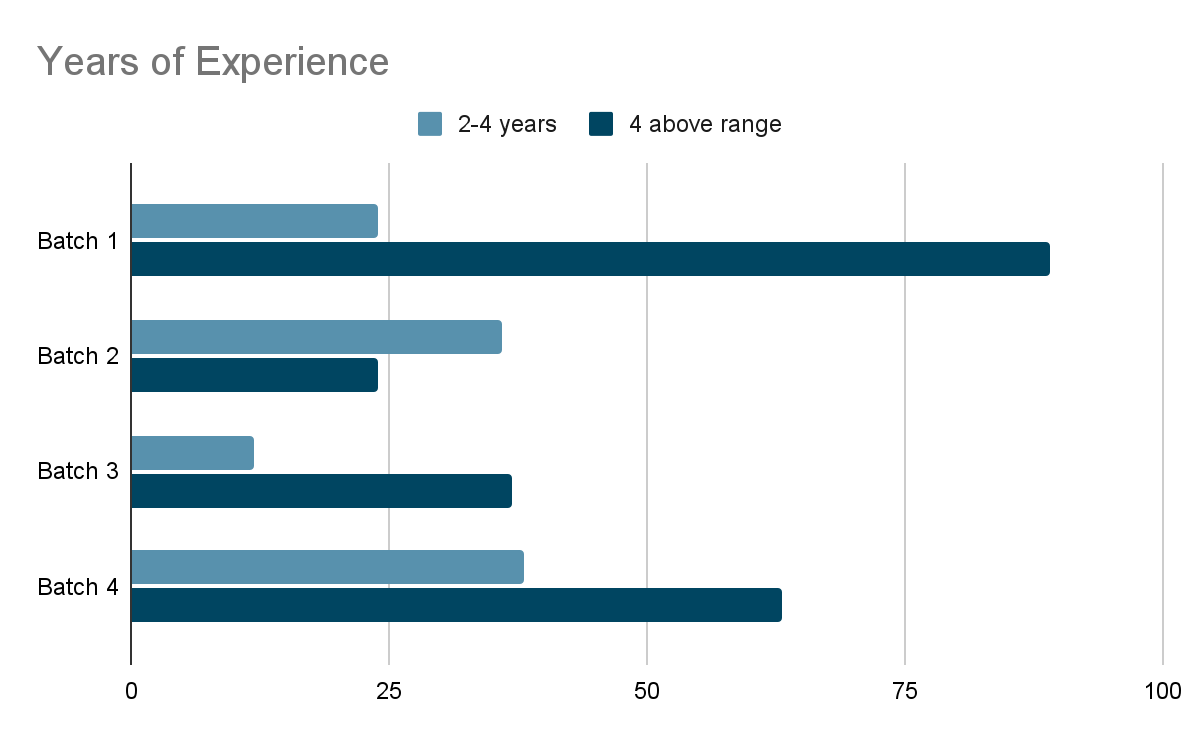 Years of Experience
2-4 years 4 above range
Batch 1
Batch 2
Batch 3
Batch 4
0 25 50 75 100